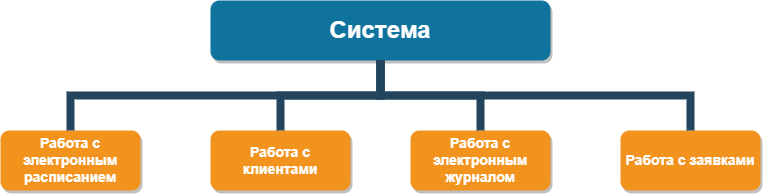 Система
Работа с
электронным
расписанием
Работа с
клиентами
Работа с
электронным
журналом
Работа с заявками